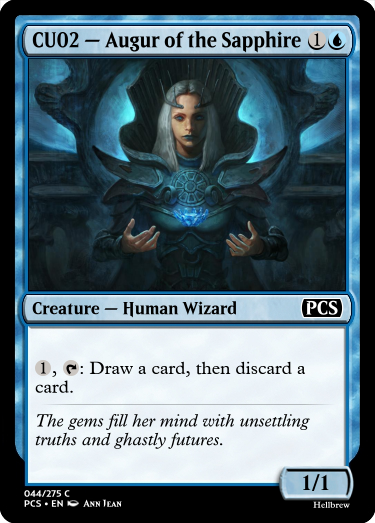 CU02 — Augur of the Sapphire 1
Creature — Human Wizard PCS
1, : Draw a card, then discard a
card.
The gems fill her mind with unsettling
truths and ghastly futures.
1/1
044/275 C
PCS • EN Ann Jean
Hellbrew